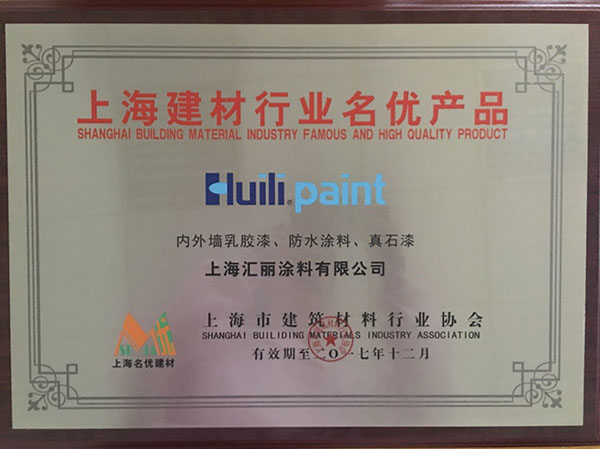 上海建材行业名优产品
SHANGHAI BUILDING MATERIAL INDUSTRY FAMOUS AND HIGH QUALITY PRODUCT
Huili® paint
内外墙乳胶漆、防水涂料、真石漆
上海汇丽涂料有限公司
上海市建筑材料行业协会
SHANGHAI BUILIDING MATERIALS INDUSTRY ASSOCIATION
上海名优建材
有效期至二〇一七年十二月